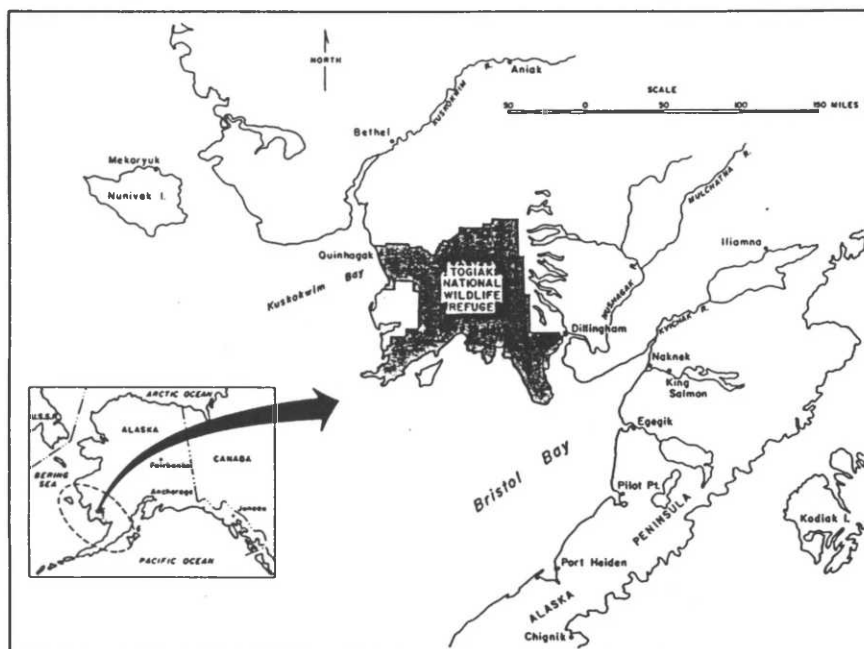 NORTH
KUSKOKWIM R.
Aniak
SCALE
50 0 50 100 150 MILES
Bethel
Mekoryuk
Nunivak I.
MULCHATNA R.
Iliamna
Quinhagak
Kuskokwim Bay
TOGIAK
NATIONAL
WILDLIFE
REFUGE
NUSHAGAK R.
KVICHAK R.
Dillingham
Naknek
King
Salmon
Egegik
Bristol Bay
Pilot Pt.
Kodiak I.
Port Heiden
ALASKA PENINSULA
Chignik
ARCTIC OCEAN
U.S.S.R.
ALASKA
CANADA
Fairbanks
BERING
SEA
Anchorage
Juneau
PACIFIC OCEAN